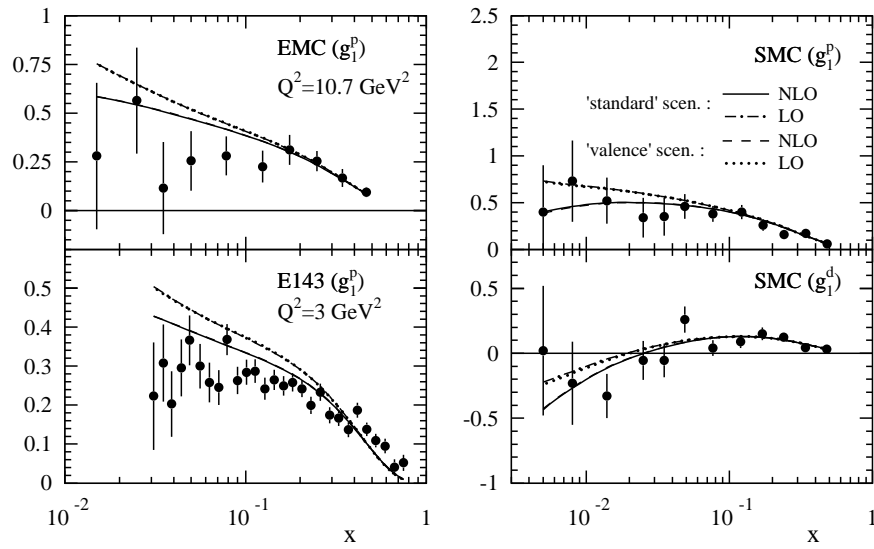 1
0.75
0.5
0.25
0
EMC (g₁ᵖ)
Q²=10.7 GeV²
2.5
2
1.5
1
0.5
0
SMC (g₁ᵖ)
'standard' scen. : NLO
LO
'valence' scen. : NLO
LO
0.5
0.4
0.3
0.2
0.1
0
E143 (g₁ᵖ)
Q²=3 GeV²
10⁻² 10⁻¹ 1
x
0.5
0
-0.5
-1
SMC (g₁ᵈ)
10⁻² 10⁻¹ 1
x